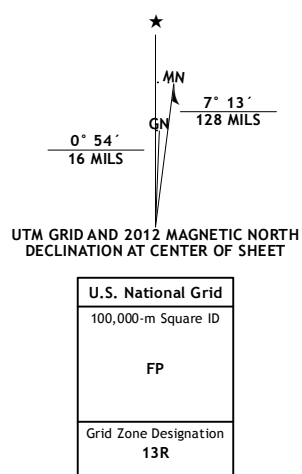 MN
GN
7° 13´
128 MILS
0° 54´
16 MILS
UTM GRID AND 2012 MAGNETIC NORTH
DECLINATION AT CENTER OF SHEET
U.S. National Grid
100,000-m Square ID
FP
Grid Zone Designation
13R